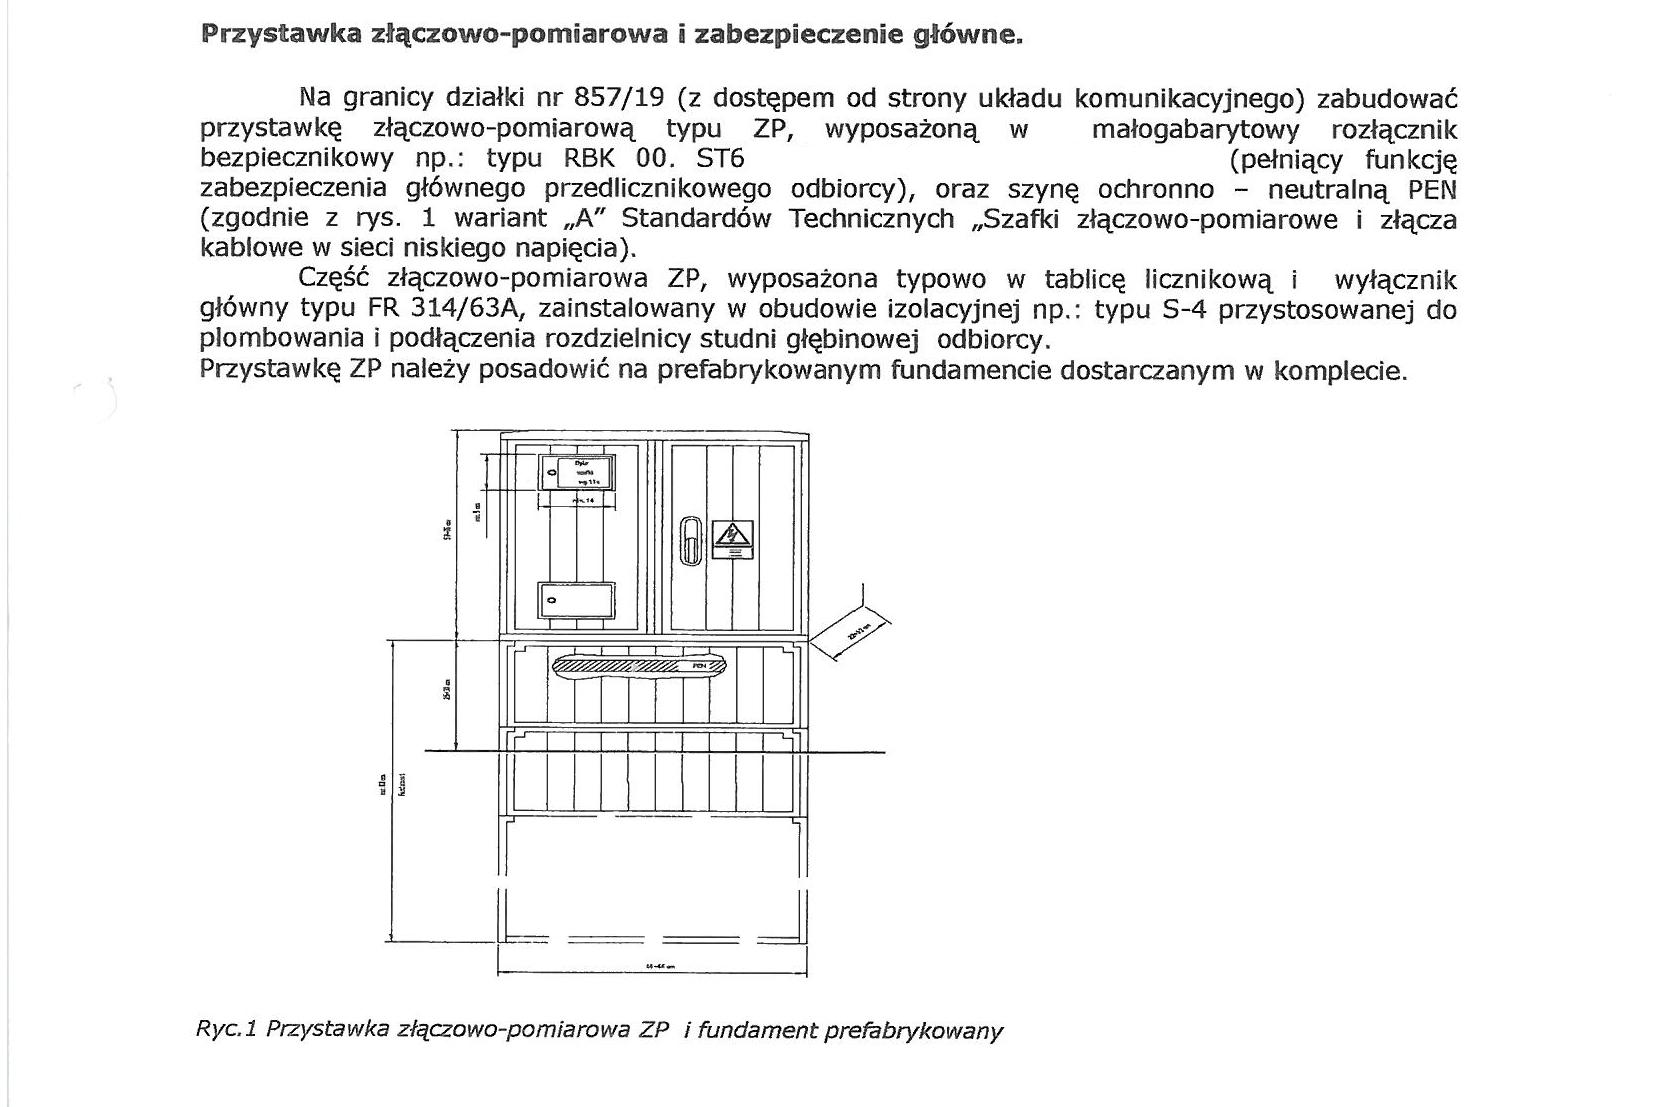 Przystawka złączowo-pomiarowa i zabezpieczenie główne.
Na granicy działki nr 857/19 (z dostępem od strony układu komunikacyjnego) zabudować
przystawkę złączowo-pomiarową typu ZP, wyposażoną w małogabarytowy rozłącznik
bezpiecznikowy np.: typu RBK 00. ST6 (pełniący funkcję
zabezpieczenia głównego przedlicznikowego odbiorcy), oraz szynę ochronno – neutralną PEN
(zgodnie z rys. 1 wariant „A" Standardów Technicznych „Szafki złączowo-pomiarowe i złącza
kablowe w sieci niskiego napięcia).
Część złączowo-pomiarowa ZP, wyposażona typowo w tablicę licznikową i wyłącznik
główny typu FR 314/63A, zainstalowany w obudowie izolacyjnej np.: typu S-4 przystosowanej do
plombowania i podłączenia rozdzielnicy studni głębinowej odbiorcy.
Przystawkę ZP należy posadowić na prefabrykowanym fundamencie dostarczanym w komplecie.
PEN
Ryc.1 Przystawka złączowo-pomiarowa ZP i fundament prefabrykowany